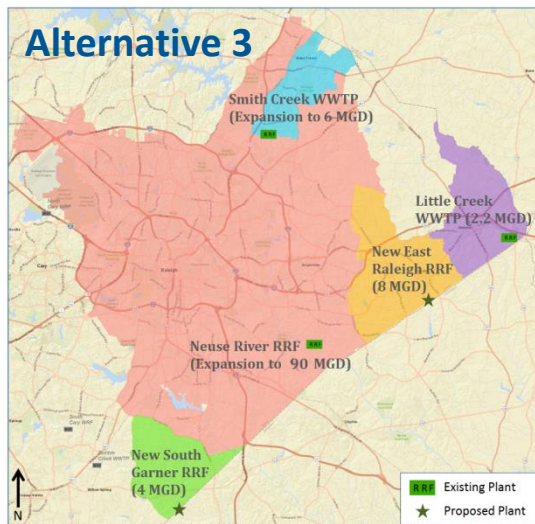 Alternative 3
Smith Creek WWTP
(Expansion to 6 MGD)
RRF
Little Creek
WWTP (2.2 MGD)
RRF
New East
Raleigh RRF
(8 MGD)
Cary
Raleigh
Neuse River RRF
RRF
(Expansion to 90 MGD)
New South
Garner RRF
(4 MGD)
N
RRF Existing Plant
Proposed Plant